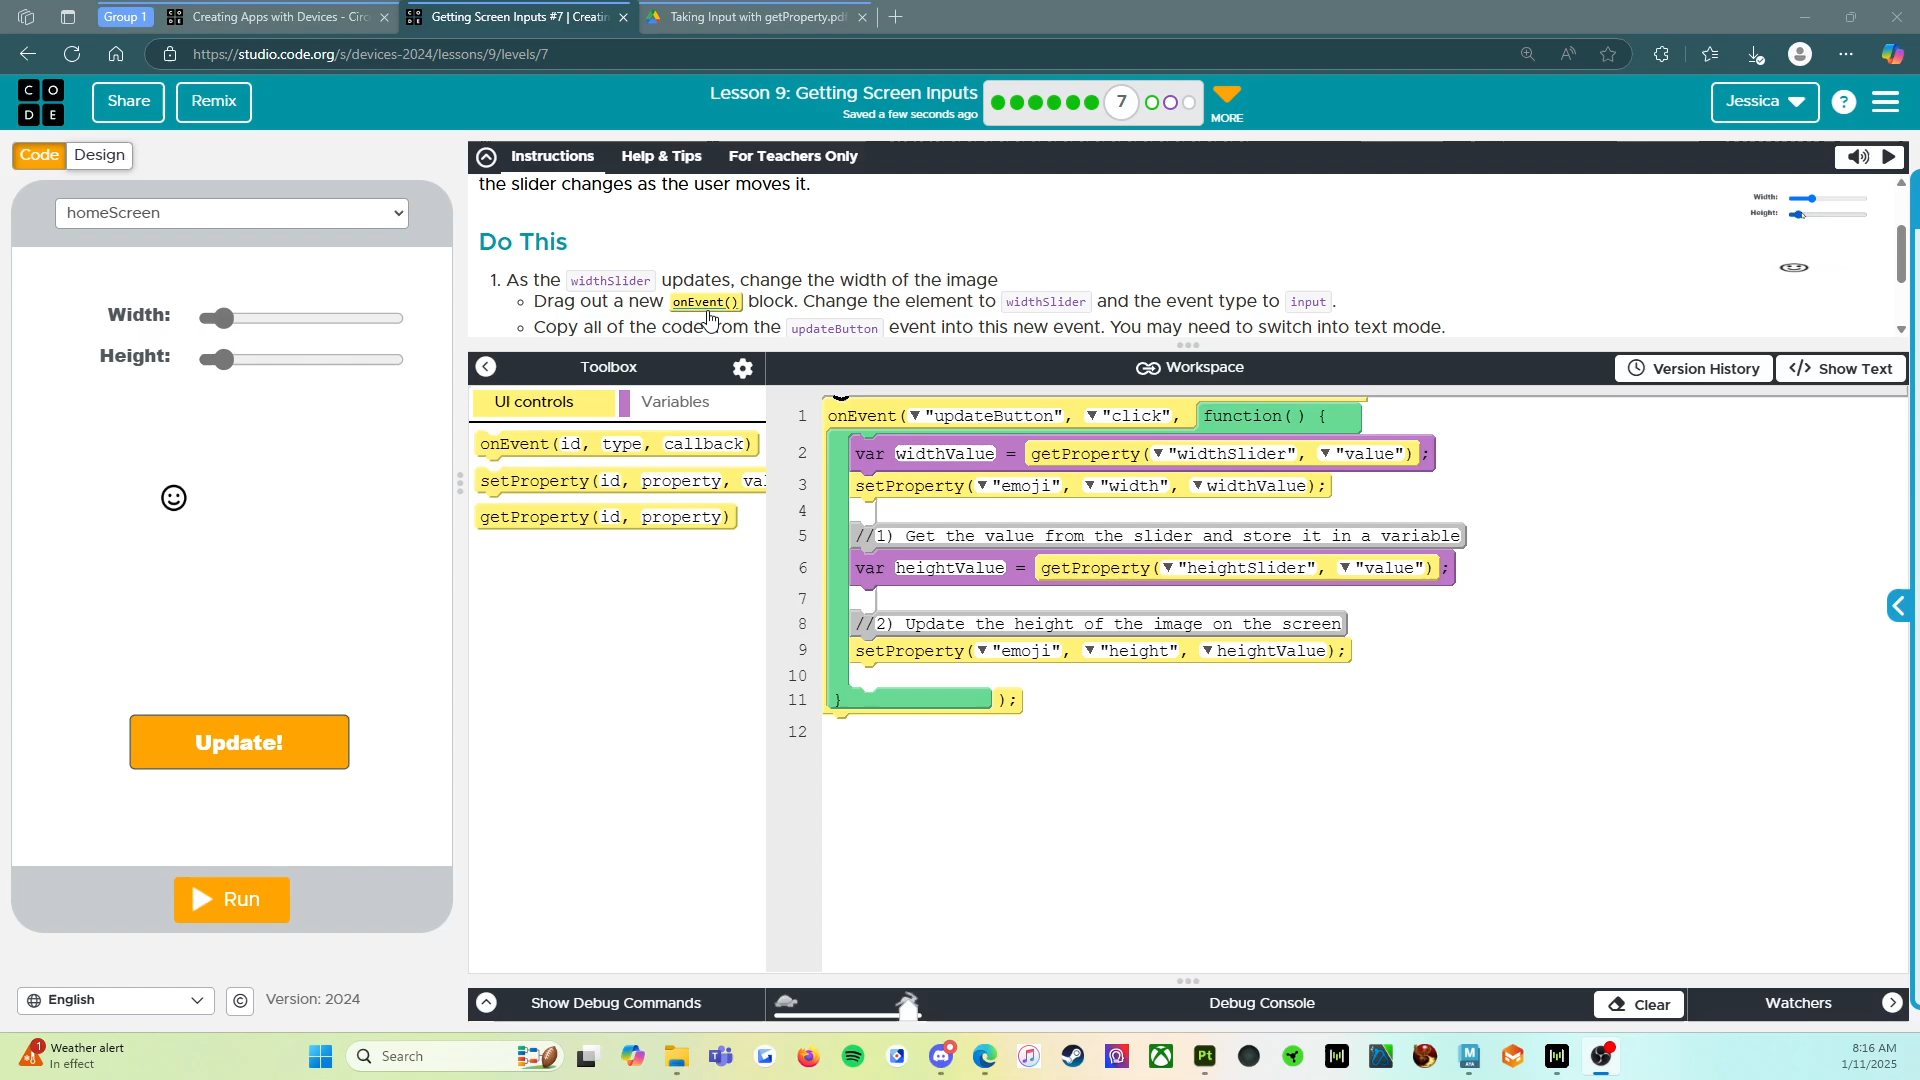 Group 1
Creating Apps with Devices - Circ
Getting Screen Inputs #7 | Creatin
Taking Input with getProperty.pdf
https://studio.code.org/s/devices-2024/lessons/9/levels/7
CO
DE
Share
Remix
Lesson 9: Getting Screen Inputs
Saved a few seconds ago
7
MORE
Jessica
?
Code
Design
Instructions
Help & Tips
For Teachers Only
homeScreen
the slider changes as the user moves it.
Width:
Height:
Do This
1. As the widthSlider updates, change the width of the image
Drag out a new onEvent() block. Change the element to widthSlider and the event type to input.
Copy all of the code from the updateButton event into this new event. You may need to switch into text mode.
Width:
Height:
Update!
Run
Toolbox
Workspace
Version History
</> Show Text
UI controls
Variables
onEvent(id, type, callback)
setProperty(id, property, val
getProperty(id, property)
1 onEvent(▼"updateButton", ▼"click", function( ) {
2 var widthValue = getProperty(▼"widthSlider", ▼"value");
3 setProperty(▼"emoji", ▼"width", ▼widthValue);
4
5 //1) Get the value from the slider and store it in a variable
6 var heightValue = getProperty(▼"heightSlider", ▼"value");
7
8 //2) Update the height of the image on the screen
9 setProperty(▼"emoji", ▼"height", ▼heightValue);
10
11 } );
12
English
©
Version: 2024
Show Debug Commands
Debug Console
Clear
Watchers
1
Weather alert
In effect
Search
8:16 AM
1/11/2025